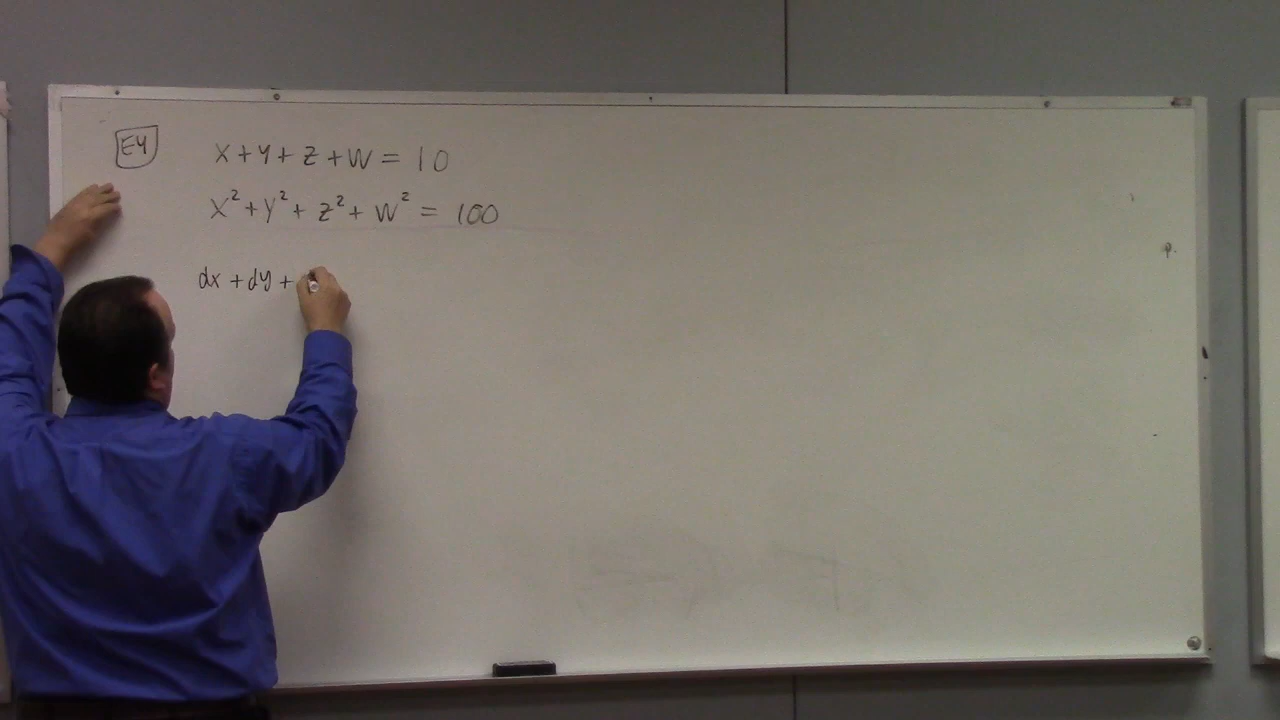 E4
x+y+z+w = 10
x²+y²+z²+w² = 100
dx+dy+